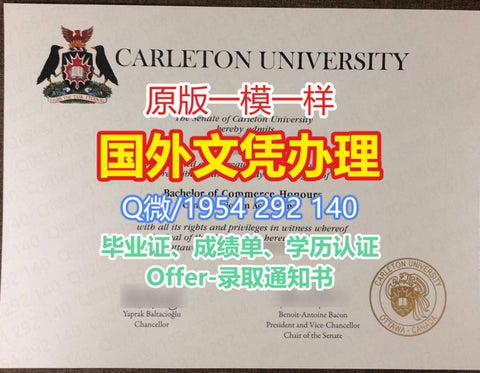 CARLETON UNIVERSITY
原版一模一样
The Senate of Carleton University
hereby admits
国外文凭办理
Bachelor of Commerce Honours
Q微/1954 292 140
with all its rights and privileges in witness whereof
毕业证、成绩单、学历认证
Offer-录取通知书
Yaprak Baltacioğlu
Chancellor
Benoit-Antoine Bacon
President and Vice-Chancellor
Chair of the Senate
CARLETON UNIVERSITY
OTTAWA - CANADA